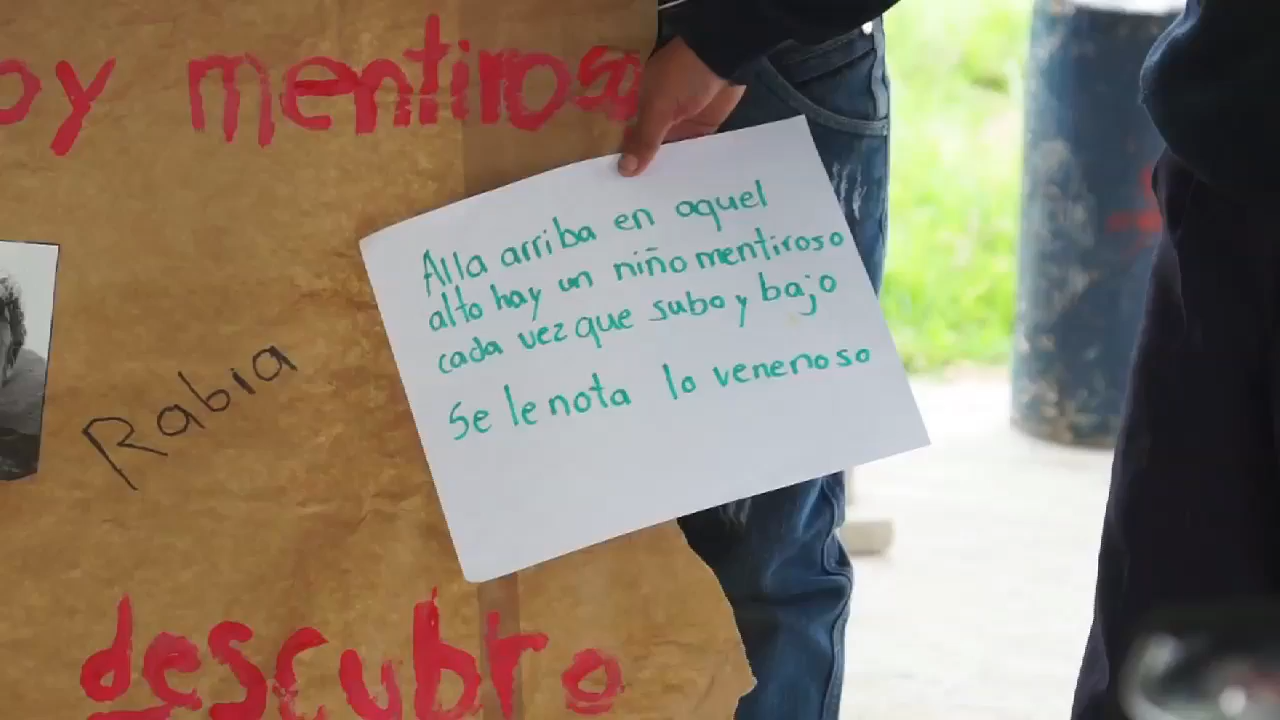 oy mentiroso
Alla arriba en aquel
alto hay un niño mentiroso
cada vez que subo y bajo
Se le nota lo venenoso
Rabia
descubro